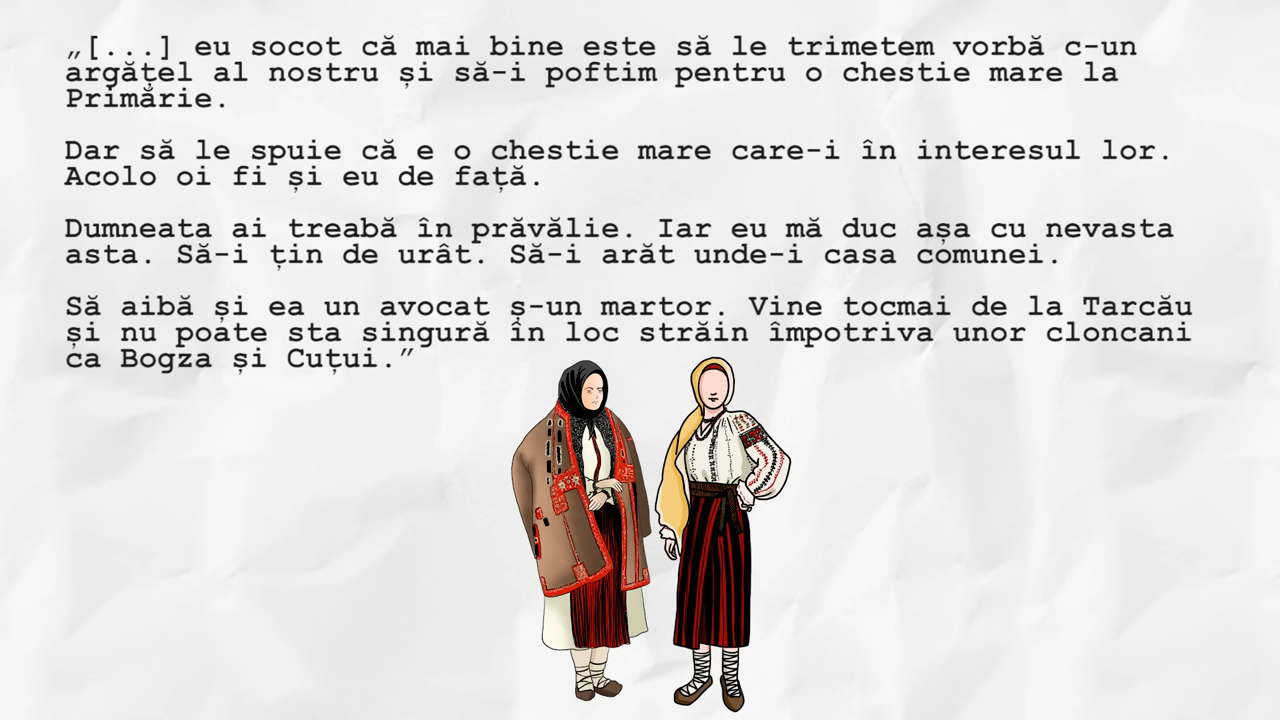 „[...] eu socot că mai bine este să le trimetem vorbă c-un
argățel al nostru și să-i poftim pentru o chestie mare la
Primărie.
Dar să le spuie că e o chestie mare care-i în interesul lor.
Acolo oi fi și eu de față.
Dumneata ai treabă în prăvălie. Iar eu mă duc așa cu nevasta
asta. Să-i țin de urât. Să-i arăt unde-i casa comunei.
Să aibă și ea un avocat ș-un martor. Vine tocmai de la Tarcău
și nu poate sta singură în loc străin împotriva unor cloncani
ca Bogza și Cuțui.”